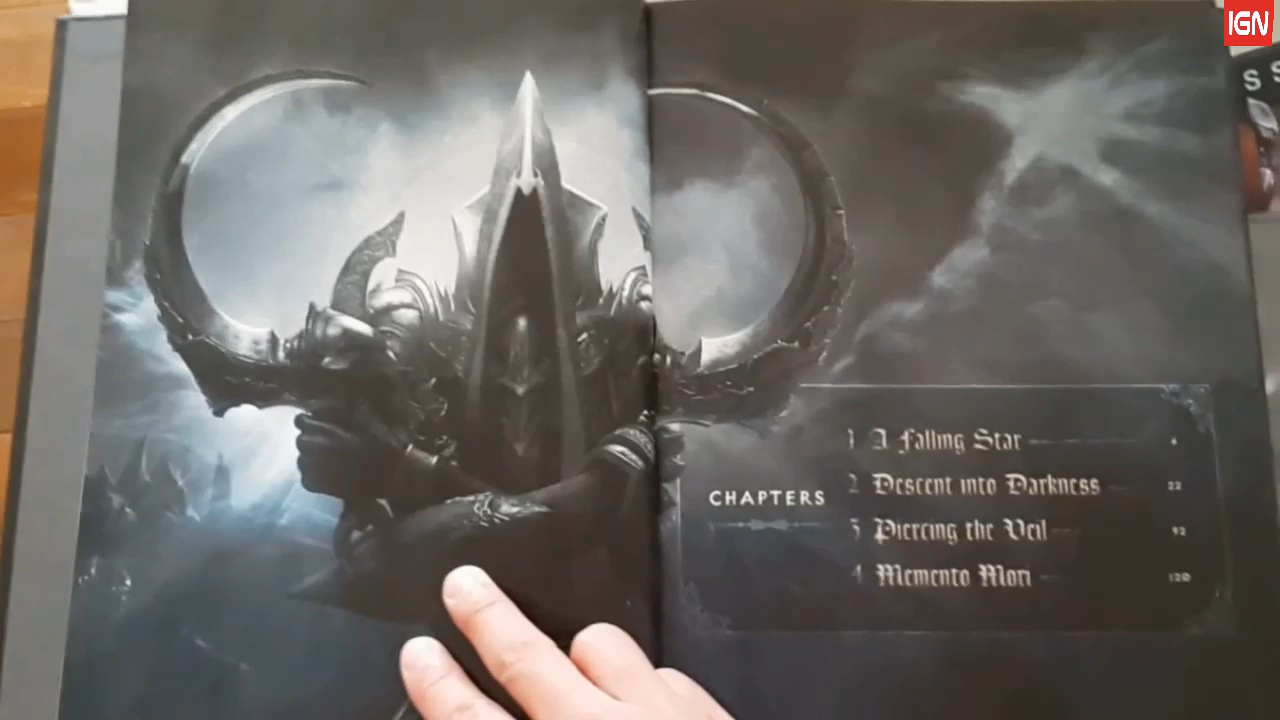 IGN
S S
CHAPTERS
1 A Falling Star 4
2 Descent into Darkness 22
3 Piercing the Veil 92
4 Memento Mori 120